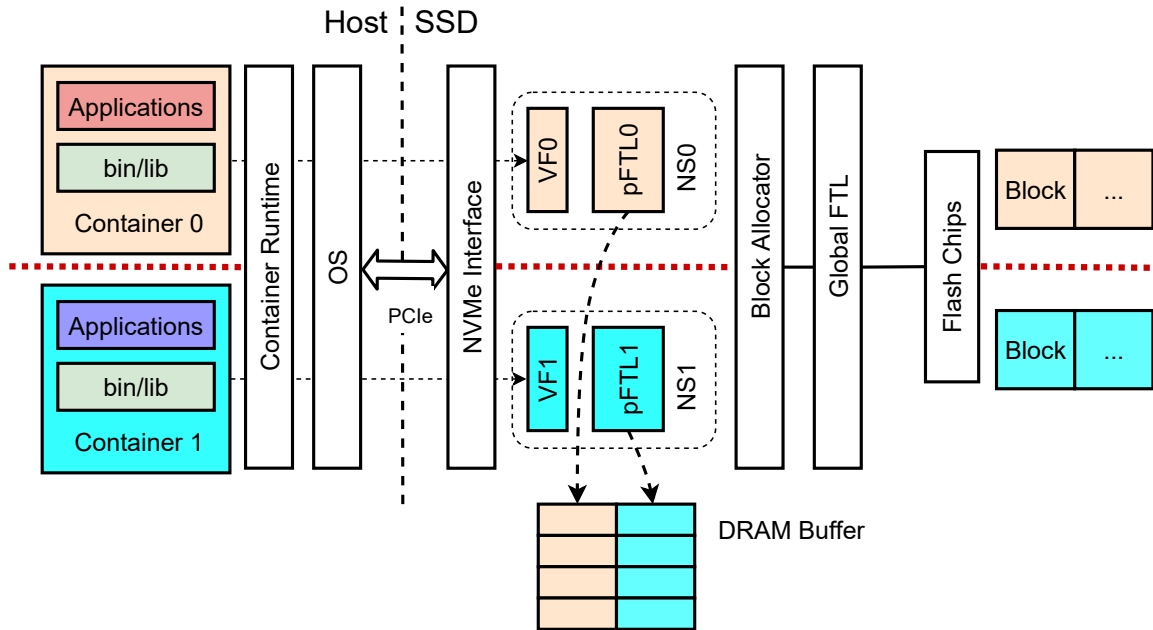 Host
SSD
Applications
bin/lib
Container 0
Applications
bin/lib
Container 1
Container Runtime
OS
PCIe
NVMe Interface
VF0
pFTL0
NS0
VF1
pFTL1
NS1
DRAM Buffer
Block Allocator
Global FTL
Flash Chips
Block
...
Block
...